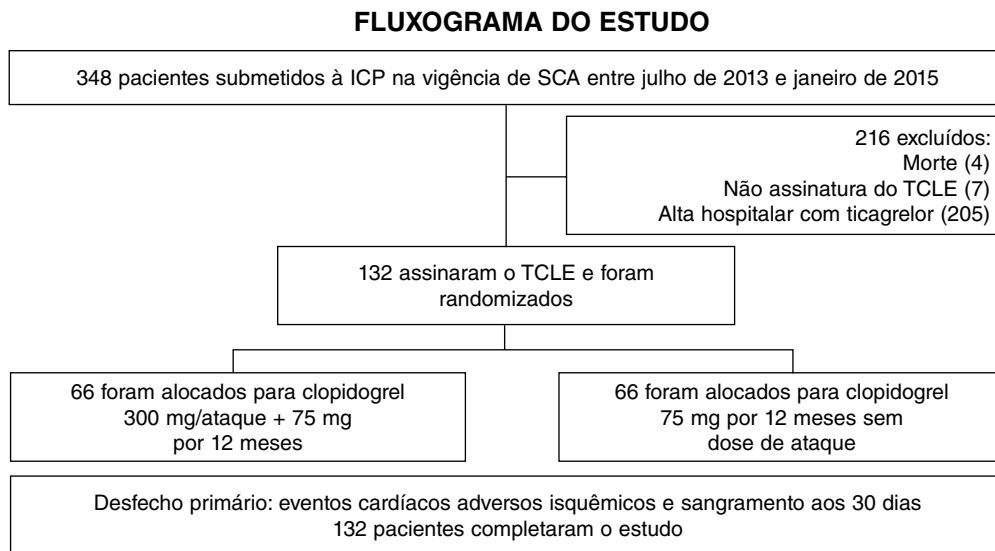 FLUXOGRAMA DO ESTUDO
348 pacientes submetidos à ICP na vigência de SCA entre julho de 2013 e janeiro de 2015
216 excluídos:
Morte (4)
Não assinatura do TCLE (7)
Alta hospitalar com ticagrelor (205)
132 assinaram o TCLE e foram
randomizados
66 foram alocados para clopidogrel
300 mg/ataque + 75 mg
por 12 meses
66 foram alocados para clopidogrel
75 mg por 12 meses sem
dose de ataque
Desfecho primário: eventos cardíacos adversos isquêmicos e sangramento aos 30 dias
132 pacientes completaram o estudo